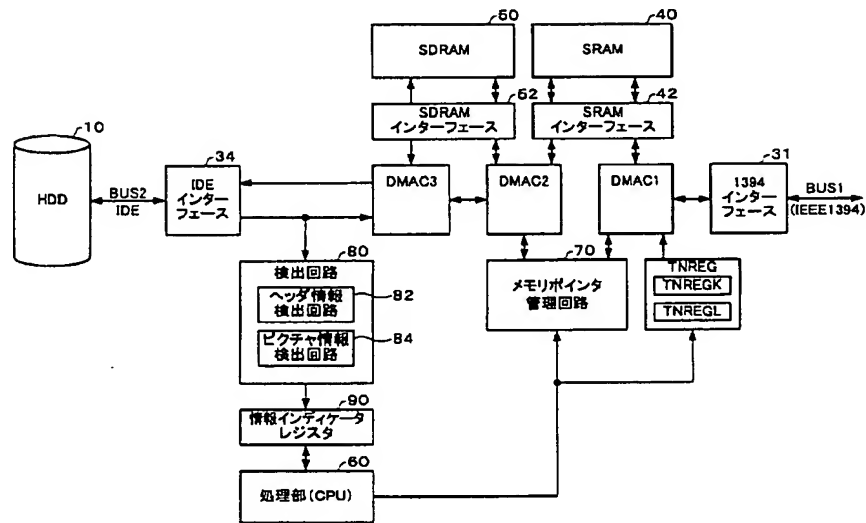 50
SDRAM
40
SRAM
52
SDRAM
インターフェース
42
SRAM
インターフェース
10
HDD
BUS2
IDE
34
IDE
インター
フェース
DMAC3
DMAC2
DMAC1
31
1394
インター
フェース
BUS1
(IEEE1394)
80
検出回路
ヘッダ情報
検出回路
82
ピクチャ情報
検出回路
84
70
メモリポインタ
管理回路
TNREG
TNREGK
TNREGL
90
情報インディケータ
レジスタ
60
処理部(CPU)